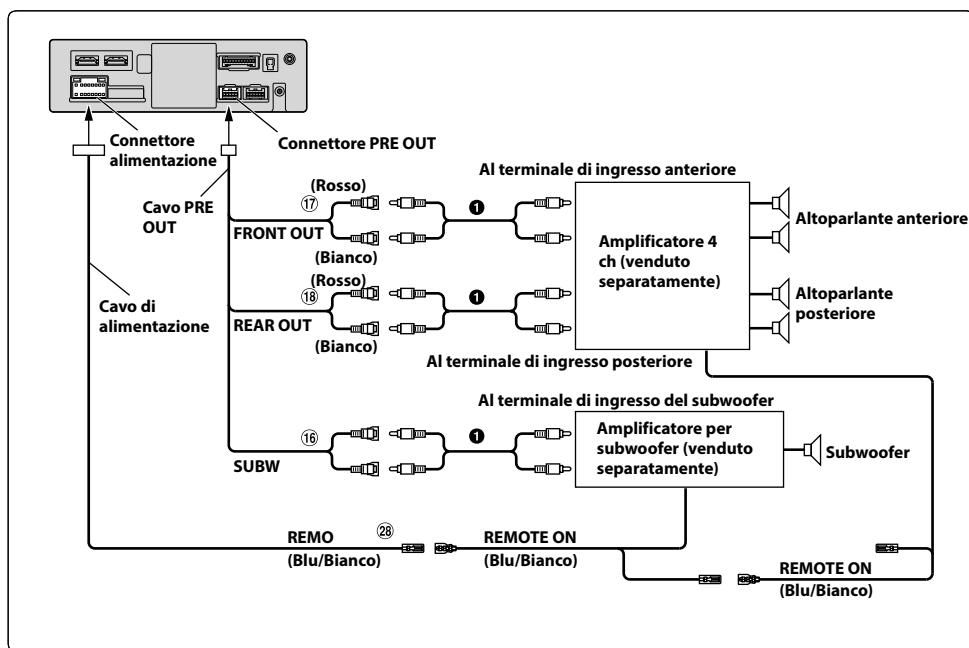 Connettore
alimentazione
Connettore PRE OUT
Cavo PRE
OUT
Cavo di
alimentazione
Al terminale di ingresso anteriore
(Rosso)
⑰
❶
FRONT OUT
(Bianco)
Amplificatore 4
ch (venduto
separatamente)
Altoparlante anteriore
(Rosso)
⑱
❶
REAR OUT
(Bianco)
Altoparlante
posteriore
Al terminale di ingresso posteriore
Al terminale di ingresso del subwoofer
⑯
❶
SUBW
Amplificatore per
subwoofer (venduto
separatamente)
Subwoofer
REMO
㉘
(Blu/Bianco)
REMOTE ON
(Blu/Bianco)
REMOTE ON
(Blu/Bianco)